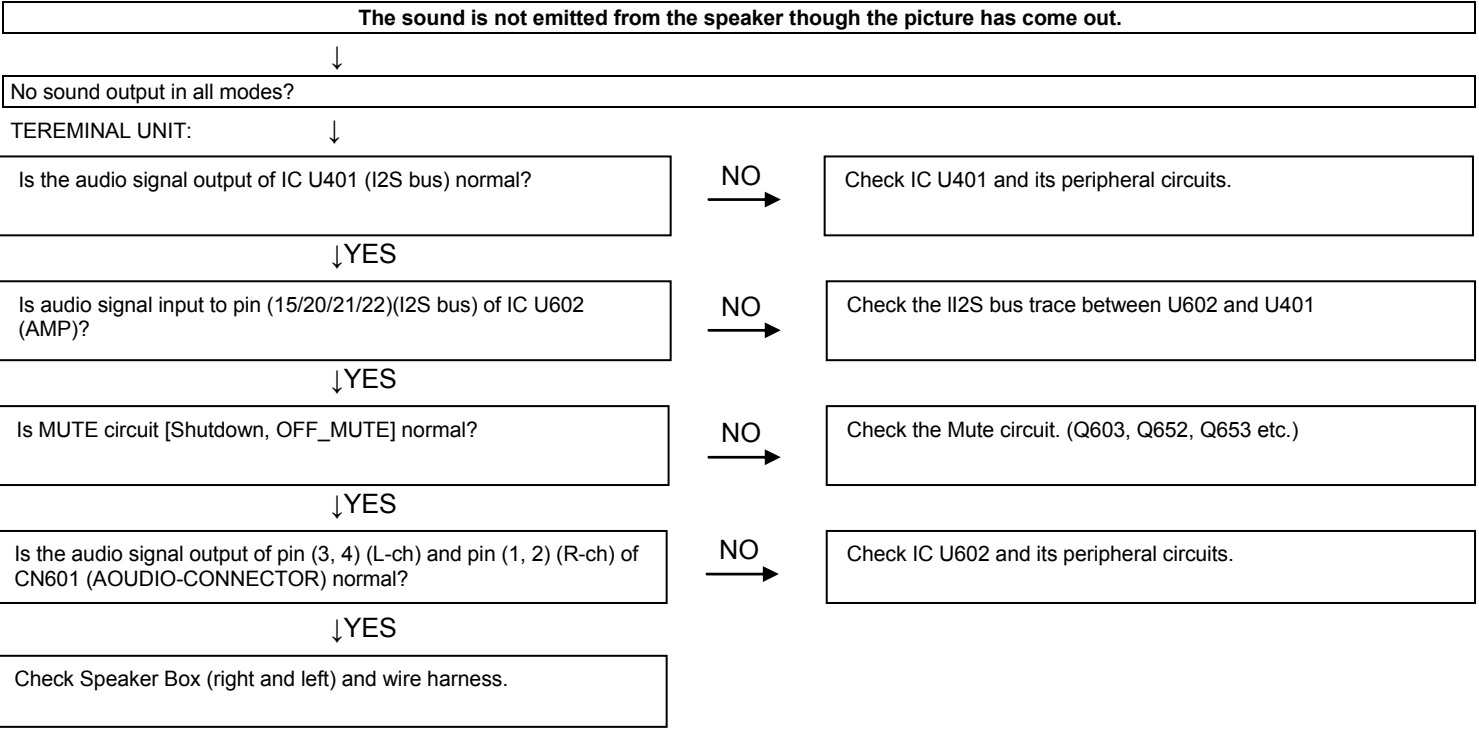 The sound is not emitted from the speaker though the picture has come out.
↓
No sound output in all modes?
TEREMINAL UNIT: ↓
Is the audio signal output of IC U401 (I2S bus) normal?
NO
Check IC U401 and its peripheral circuits.
↓YES
Is audio signal input to pin (15/20/21/22)(I2S bus) of IC U602
(AMP)?
NO
Check the II2S bus trace between U602 and U401
↓YES
Is MUTE circuit [Shutdown, OFF_MUTE] normal?
NO
Check the Mute circuit. (Q603, Q652, Q653 etc.)
↓YES
Is the audio signal output of pin (3, 4) (L-ch) and pin (1, 2) (R-ch) of
CN601 (AOUDIO-CONNECTOR) normal?
NO
Check IC U602 and its peripheral circuits.
↓YES
Check Speaker Box (right and left) and wire harness.